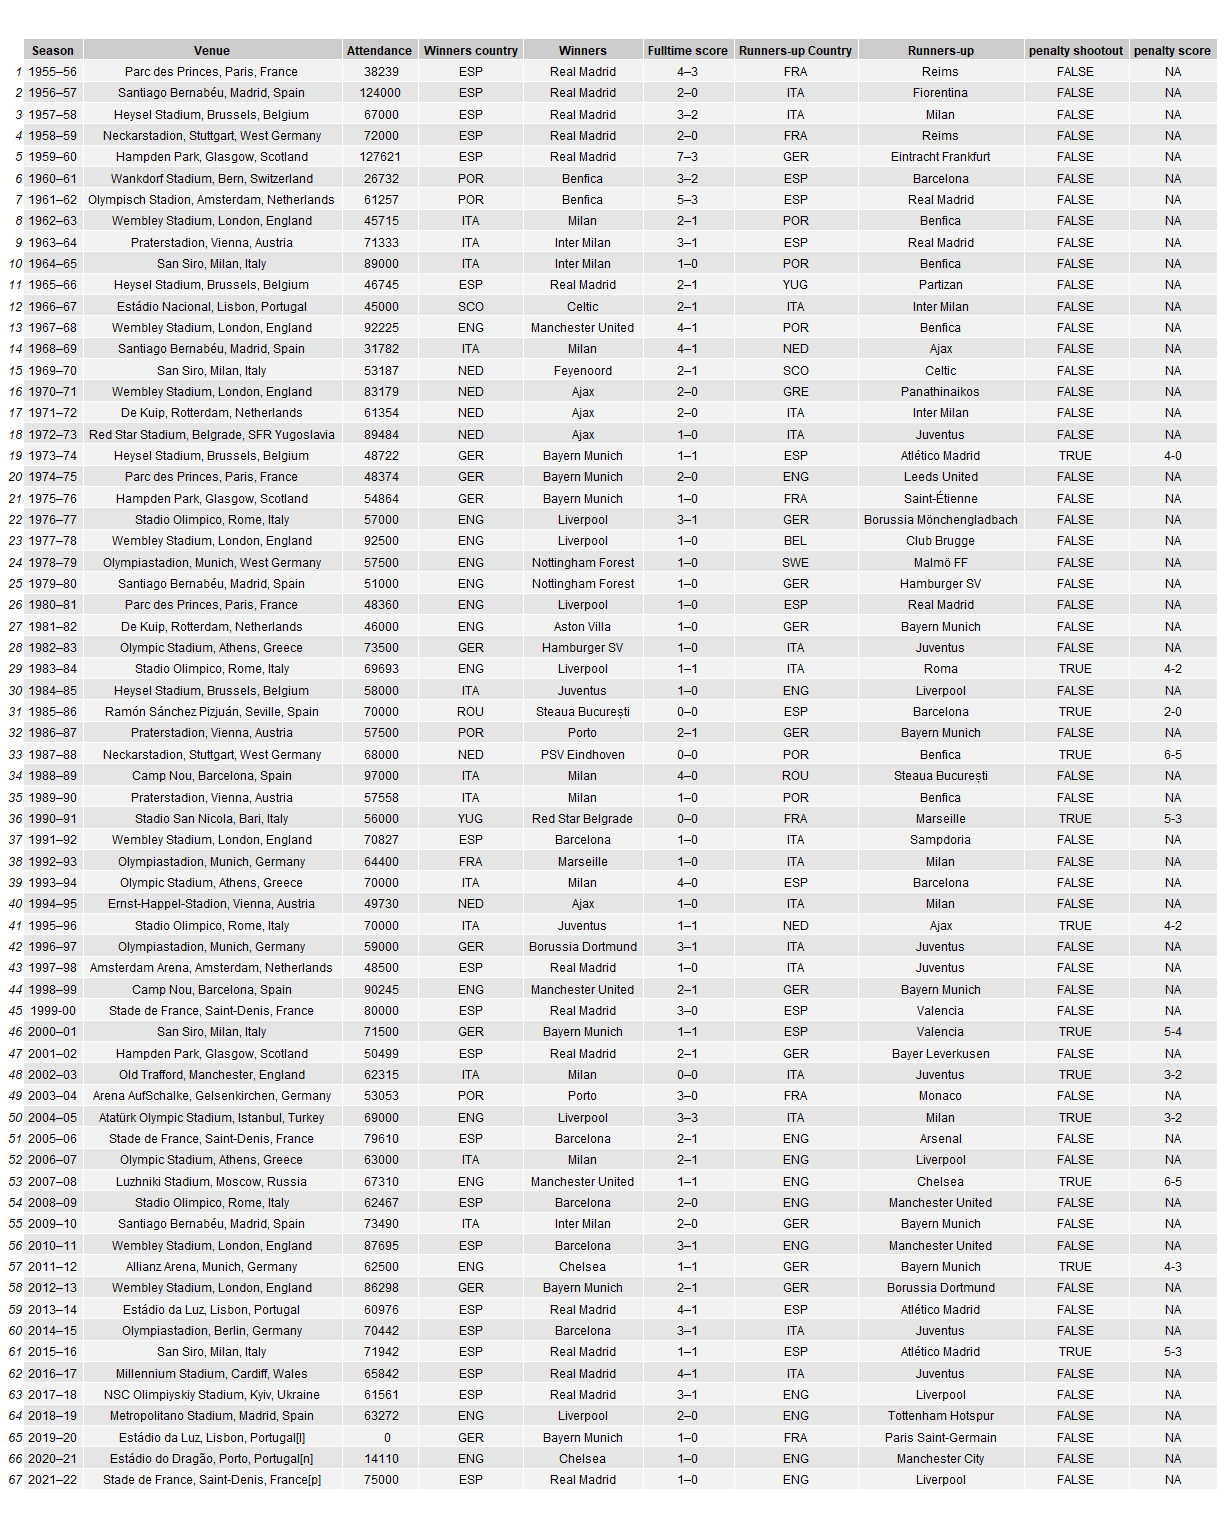 Season Venue Attendance Winners country Winners Fulltime score Runners-up Country Runners-up penalty shootout penalty score
1 1955–56 Parc des Princes, Paris, France 38239 ESP Real Madrid 4–3 FRA Reims FALSE NA
2 1956–57 Santiago Bernabéu, Madrid, Spain 124000 ESP Real Madrid 2–0 ITA Fiorentina FALSE NA
3 1957–58 Heysel Stadium, Brussels, Belgium 67000 ESP Real Madrid 3–2 ITA Milan FALSE NA
4 1958–59 Neckarstadion, Stuttgart, West Germany 72000 ESP Real Madrid 2–0 FRA Reims FALSE NA
5 1959–60 Hampden Park, Glasgow, Scotland 127621 ESP Real Madrid 7–3 GER Eintracht Frankfurt FALSE NA
6 1960–61 Wankdorf Stadium, Bern, Switzerland 26732 POR Benfica 3–2 ESP Barcelona FALSE NA
7 1961–62 Olympisch Stadion, Amsterdam, Netherlands 61257 POR Benfica 5–3 ESP Real Madrid FALSE NA
8 1962–63 Wembley Stadium, London, England 45715 ITA Milan 2–1 POR Benfica FALSE NA
9 1963–64 Praterstadion, Vienna, Austria 71333 ITA Inter Milan 3–1 ESP Real Madrid FALSE NA
10 1964–65 San Siro, Milan, Italy 89000 ITA Inter Milan 1–0 POR Benfica FALSE NA
11 1965–66 Heysel Stadium, Brussels, Belgium 46745 ESP Real Madrid 2–1 YUG Partizan FALSE NA
12 1966–67 Estádio Nacional, Lisbon, Portugal 45000 SCO Celtic 2–1 ITA Inter Milan FALSE NA
13 1967–68 Wembley Stadium, London, England 92225 ENG Manchester United 4–1 POR Benfica FALSE NA
14 1968–69 Santiago Bernabéu, Madrid, Spain 31782 ITA Milan 4–1 NED Ajax FALSE NA
15 1969–70 San Siro, Milan, Italy 53187 NED Feyenoord 2–1 SCO Celtic FALSE NA
16 1970–71 Wembley Stadium, London, England 83179 NED Ajax 2–0 GRE Panathinaikos FALSE NA
17 1971–72 De Kuip, Rotterdam, Netherlands 61354 NED Ajax 2–0 ITA Inter Milan FALSE NA
18 1972–73 Red Star Stadium, Belgrade, SFR Yugoslavia 89484 NED Ajax 1–0 ITA Juventus FALSE NA
19 1973–74 Heysel Stadium, Brussels, Belgium 48722 GER Bayern Munich 1–1 ESP Atlético Madrid TRUE 4-0
20 1974–75 Parc des Princes, Paris, France 48374 GER Bayern Munich 2–0 ENG Leeds United FALSE NA
21 1975–76 Hampden Park, Glasgow, Scotland 54864 GER Bayern Munich 1–0 FRA Saint-Étienne FALSE NA
22 1976–77 Stadio Olimpico, Rome, Italy 57000 ENG Liverpool 3–1 GER Borussia Mönchengladbach FALSE NA
23 1977–78 Wembley Stadium, London, England 92500 ENG Liverpool 1–0 BEL Club Brugge FALSE NA
24 1978–79 Olympiastadion, Munich, West Germany 57500 ENG Nottingham Forest 1–0 SWE Malmö FF FALSE NA
25 1979–80 Santiago Bernabéu, Madrid, Spain 51000 ENG Nottingham Forest 1–0 GER Hamburger SV FALSE NA
26 1980–81 Parc des Princes, Paris, France 48360 ENG Liverpool 1–0 ESP Real Madrid FALSE NA
27 1981–82 De Kuip, Rotterdam, Netherlands 46000 ENG Aston Villa 1–0 GER Bayern Munich FALSE NA
28 1982–83 Olympic Stadium, Athens, Greece 73500 GER Hamburger SV 1–0 ITA Juventus FALSE NA
29 1983–84 Stadio Olimpico, Rome, Italy 69693 ENG Liverpool 1–1 ITA Roma TRUE 4-2
30 1984–85 Heysel Stadium, Brussels, Belgium 58000 ITA Juventus 1–0 ENG Liverpool FALSE NA
31 1985–86 Ramón Sánchez Pizjuán, Seville, Spain 70000 ROU Steaua București 0–0 ESP Barcelona TRUE 2-0
32 1986–87 Praterstadion, Vienna, Austria 57500 POR Porto 2–1 GER Bayern Munich FALSE NA
33 1987–88 Neckarstadion, Stuttgart, West Germany 68000 NED PSV Eindhoven 0–0 POR Benfica TRUE 6-5
34 1988–89 Camp Nou, Barcelona, Spain 97000 ITA Milan 4–0 ROU Steaua București FALSE NA
35 1989–90 Praterstadion, Vienna, Austria 57558 ITA Milan 1–0 POR Benfica FALSE NA
36 1990–91 Stadio San Nicola, Bari, Italy 56000 YUG Red Star Belgrade 0–0 FRA Marseille TRUE 5-3
37 1991–92 Wembley Stadium, London, England 70827 ESP Barcelona 1–0 ITA Sampdoria FALSE NA
38 1992–93 Olympiastadion, Munich, Germany 64400 FRA Marseille 1–0 ITA Milan FALSE NA
39 1993–94 Olympic Stadium, Athens, Greece 70000 ITA Milan 4–0 ESP Barcelona FALSE NA
40 1994–95 Ernst-Happel-Stadion, Vienna, Austria 49730 NED Ajax 1–0 ITA Milan FALSE NA
41 1995–96 Stadio Olimpico, Rome, Italy 70000 ITA Juventus 1–1 NED Ajax TRUE 4-2
42 1996–97 Olympiastadion, Munich, Germany 59000 GER Borussia Dortmund 3–1 ITA Juventus FALSE NA
43 1997–98 Amsterdam Arena, Amsterdam, Netherlands 48500 ESP Real Madrid 1–0 ITA Juventus FALSE NA
44 1998–99 Camp Nou, Barcelona, Spain 90245 ENG Manchester United 2–1 GER Bayern Munich FALSE NA
45 1999-00 Stade de France, Saint-Denis, France 80000 ESP Real Madrid 3–0 ESP Valencia FALSE NA
46 2000–01 San Siro, Milan, Italy 71500 GER Bayern Munich 1–1 ESP Valencia TRUE 5-4
47 2001–02 Hampden Park, Glasgow, Scotland 50499 ESP Real Madrid 2–1 GER Bayer Leverkusen FALSE NA
48 2002–03 Old Trafford, Manchester, England 62315 ITA Milan 0–0 ITA Juventus TRUE 3-2
49 2003–04 Arena AufSchalke, Gelsenkirchen, Germany 53053 POR Porto 3–0 FRA Monaco FALSE NA
50 2004–05 Atatürk Olympic Stadium, Istanbul, Turkey 69000 ENG Liverpool 3–3 ITA Milan TRUE 3-2
51 2005–06 Stade de France, Saint-Denis, France 79610 ESP Barcelona 2–1 ENG Arsenal FALSE NA
52 2006–07 Olympic Stadium, Athens, Greece 63000 ITA Milan 2–1 ENG Liverpool FALSE NA
53 2007–08 Luzhniki Stadium, Moscow, Russia 67310 ENG Manchester United 1–1 ENG Chelsea TRUE 6-5
54 2008–09 Stadio Olimpico, Rome, Italy 62467 ESP Barcelona 2–0 ENG Manchester United FALSE NA
55 2009–10 Santiago Bernabéu, Madrid, Spain 73490 ITA Inter Milan 2–0 GER Bayern Munich FALSE NA
56 2010–11 Wembley Stadium, London, England 87695 ESP Barcelona 3–1 ENG Manchester United FALSE NA
57 2011–12 Allianz Arena, Munich, Germany 62500 ENG Chelsea 1–1 GER Bayern Munich TRUE 4-3
58 2012–13 Wembley Stadium, London, England 86298 GER Bayern Munich 2–1 GER Borussia Dortmund FALSE NA
59 2013–14 Estádio da Luz, Lisbon, Portugal 60976 ESP Real Madrid 4–1 ESP Atlético Madrid FALSE NA
60 2014–15 Olympiastadion, Berlin, Germany 70442 ESP Barcelona 3–1 ITA Juventus FALSE NA
61 2015–16 San Siro, Milan, Italy 71942 ESP Real Madrid 1–1 ESP Atlético Madrid TRUE 5-3
62 2016–17 Millennium Stadium, Cardiff, Wales 65842 ESP Real Madrid 4–1 ITA Juventus FALSE NA
63 2017–18 NSC Olimpiyskiy Stadium, Kyiv, Ukraine 61561 ESP Real Madrid 3–1 ENG Liverpool FALSE NA
64 2018–19 Metropolitano Stadium, Madrid, Spain 63272 ENG Liverpool 2–0 ENG Tottenham Hotspur FALSE NA
65 2019–20 Estádio da Luz, Lisbon, Portugal[l] 0 GER Bayern Munich 1–0 FRA Paris Saint-Germain FALSE NA
66 2020–21 Estádio do Dragão, Porto, Portugal[n] 14110 ENG Chelsea 1–0 ENG Manchester City FALSE NA
67 2021–22 Stade de France, Saint-Denis, France[p] 75000 ESP Real Madrid 1–0 ENG Liverpool FALSE NA